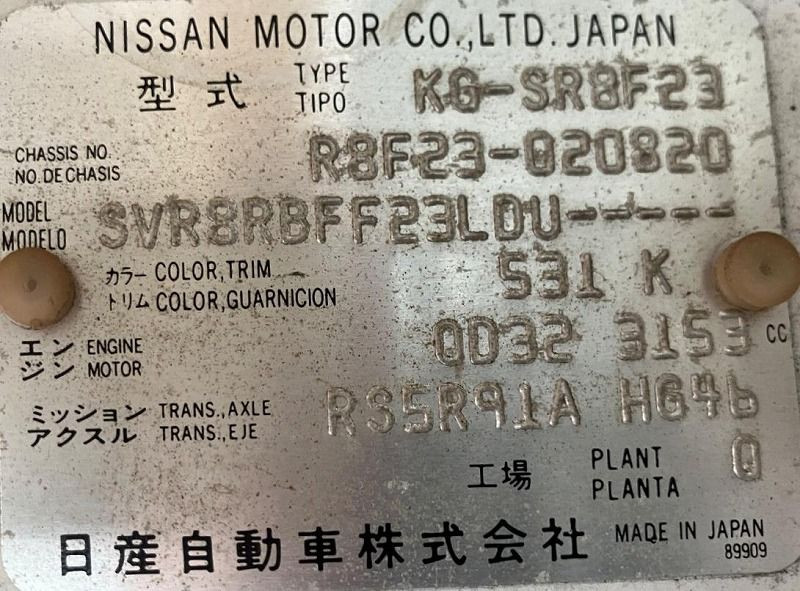 NISSAN MOTOR CO.,LTD. JAPAN
型式 TYPE KG-SR8F23
TIPO
CHASSIS NO. R8F23-020820
NO. DE CHASIS
MODEL SVR8RBFF23LDU-----
MODELO
カラー COLOR,TRIM 531 K
トリム COLOR,GUARNICION
エンジン ENGINE QD32 3153 CC
MOTOR
ミッション TRANS.,AXLE RS5R91A HG46
アクスル TRANS.,EJE
工場 PLANT Q
PLANTA
日産自動車株式会社 MADE IN JAPAN
89909